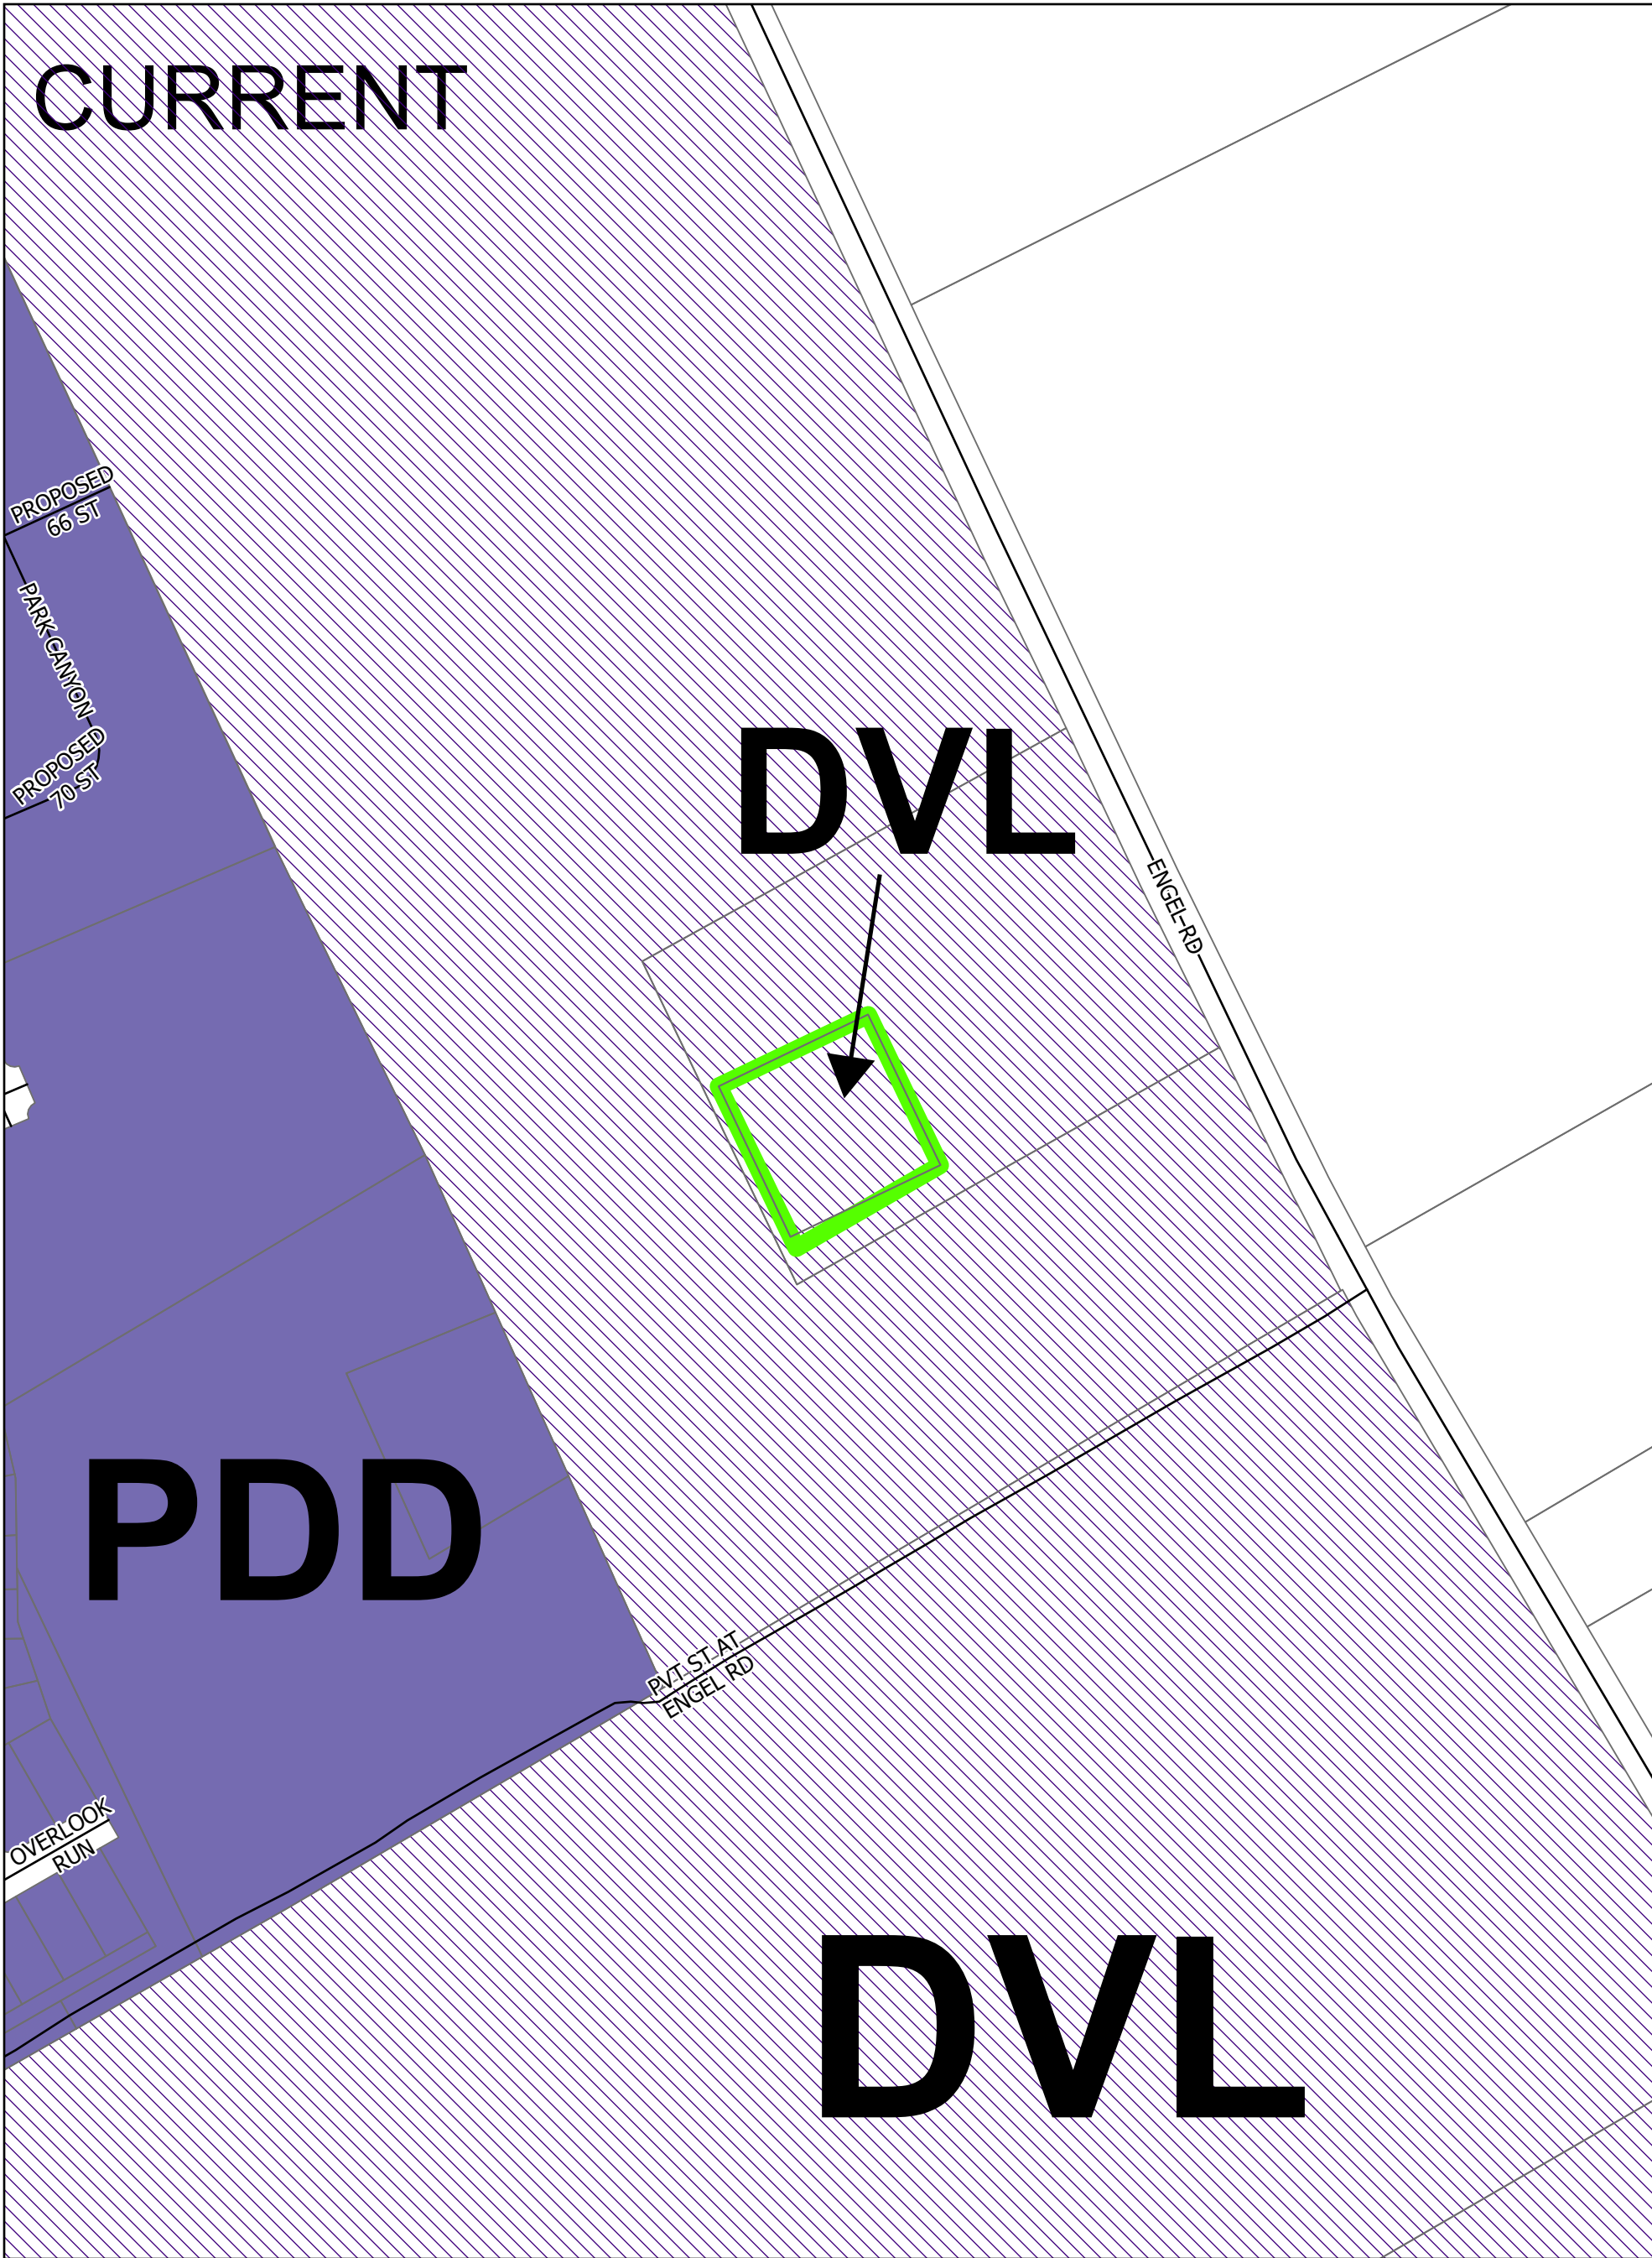 CURRENT
PROPOSED
66 ST
PARK CANYON
PROPOSED
70 ST
DVL
ENGEL RD
PDD
PVT ST AT
ENGEL RD
OVERLOOK
RUN
DVL